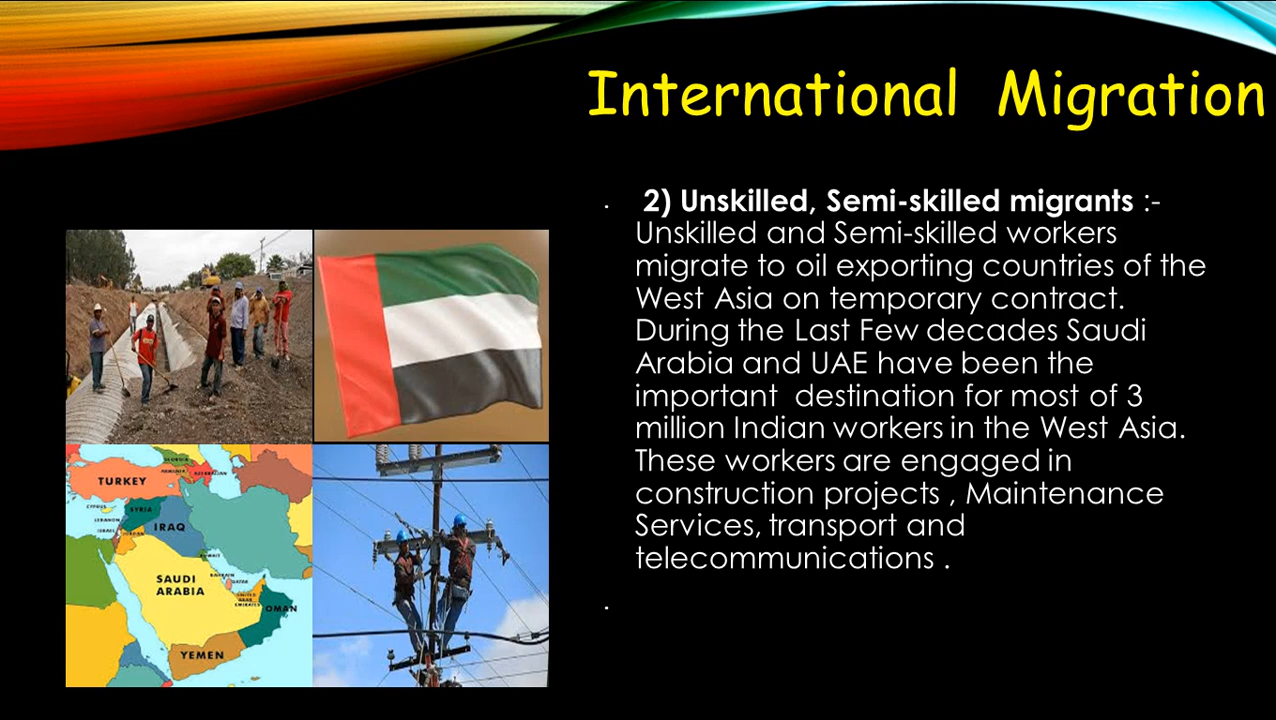 International Migration
. 2) Unskilled, Semi-skilled migrants :-
Unskilled and Semi-skilled workers
migrate to oil exporting countries of the
West Asia on temporary contract.
During the Last Few decades Saudi
Arabia and UAE have been the
important destination for most of 3
million Indian workers in the West Asia.
These workers are engaged in
construction projects , Maintenance
Services, transport and
telecommunications .
.
GEORGIA
ARMENIA
AZERBAIJAN
TURKEY
CYPRUS
SYRIA
LEBANON
IRAQ
ISRAEL
JORDAN
KUWAIT
BAHRAIN
QATAR
SAUDI
ARABIA
UNITED
ARAB
EMIRATES
OMAN
YEMEN